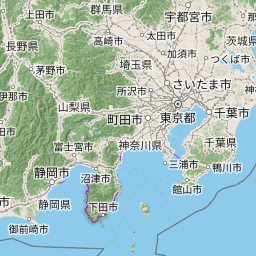 群馬県
宇都宮市
長野県
高崎市
太田市
茨城県
加須市
つくば市
茅野市
埼玉県
伊那市
所沢市
さいたま市
山梨県
町田市
東京都
千葉市
神奈川県
千葉県
富士宮市
三浦市
静岡市
沼津市
鴨川市
館山市
静岡県
下田市
御前崎市